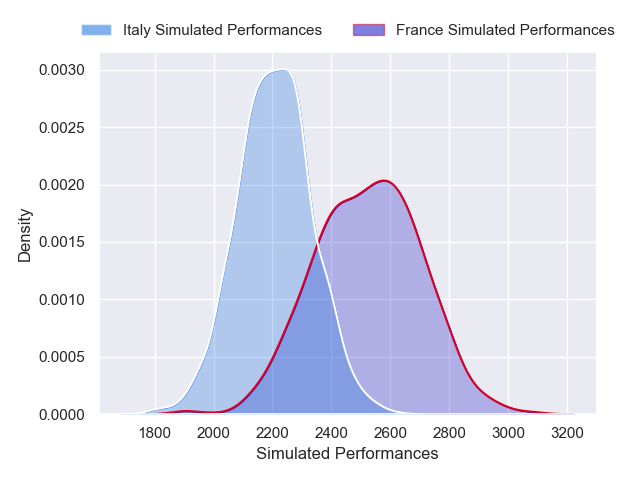 Italy Simulated Performances France Simulated Performances
0.0030
0.0025
0.0020
0.0015
0.0010
0.0005
0.0000
Density
1800 2000 2200 2400 2600 2800 3000 3200
Simulated Performances